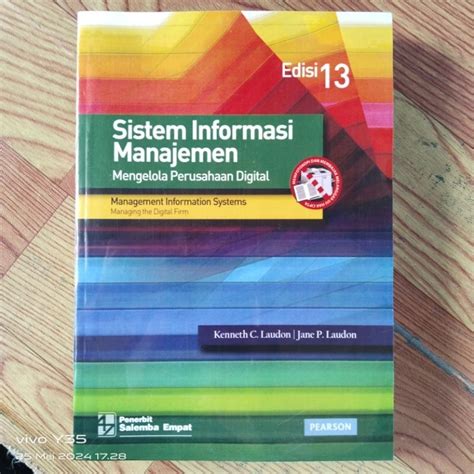 Edisi 13
Sistem Informasi
Manajemen
Mengelola Perusahaan Digital
Management Information Systems
Managing the Digital Firm
Kenneth C. Laudon | Jane P. Laudon
Penerbit
Salemba Empat
PEARSON
vivo Y35
25 Mei 2024 17.28